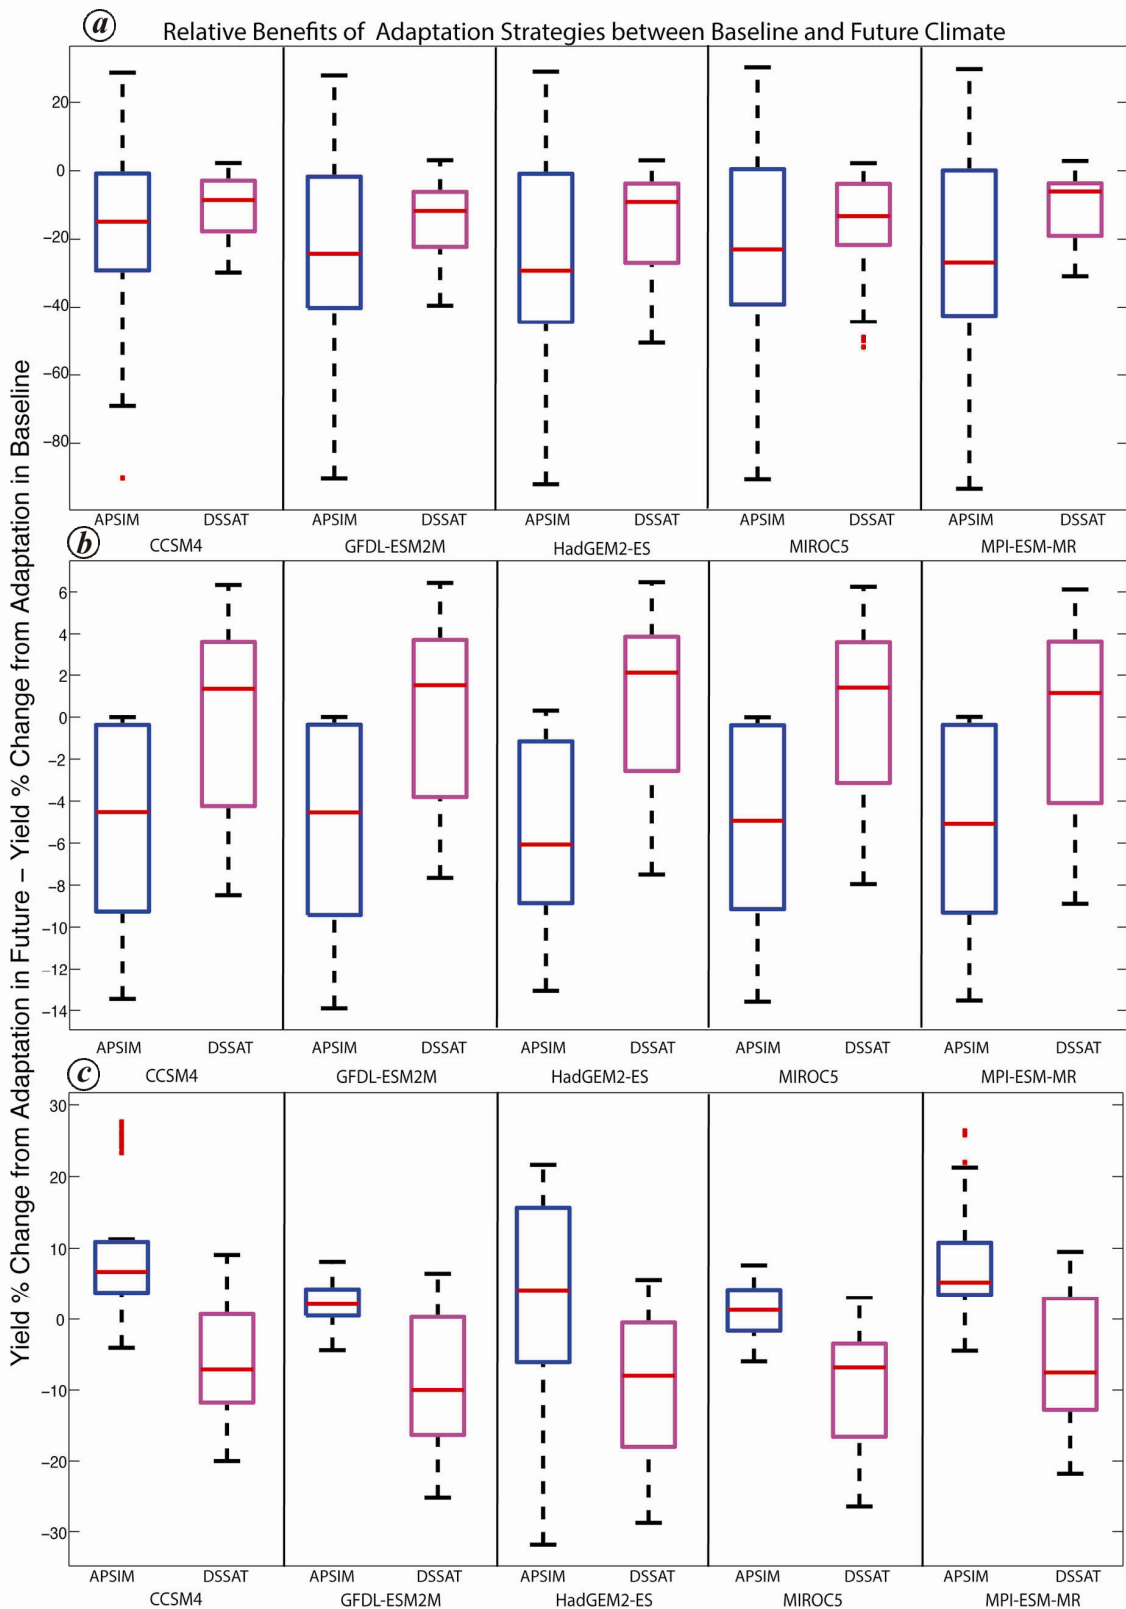 a
Relative Benefits of Adaptation Strategies between Baseline and Future Climate
Yield % Change from Adaptation in Future – Yield % Change from Adaptation in Baseline
20
0
−20
−40
−60
−80
APSIM DSSAT APSIM DSSAT APSIM DSSAT APSIM DSSAT APSIM DSSAT
CCSM4 GFDL-ESM2M HadGEM2-ES MIROC5 MPI-ESM-MR
b
6
4
2
0
−2
−4
−6
−8
−10
−12
−14
APSIM DSSAT APSIM DSSAT APSIM DSSAT APSIM DSSAT APSIM DSSAT
CCSM4 GFDL-ESM2M HadGEM2-ES MIROC5 MPI-ESM-MR
c
30
20
10
0
−10
−20
−30
APSIM DSSAT APSIM DSSAT APSIM DSSAT APSIM DSSAT APSIM DSSAT
CCSM4 GFDL-ESM2M HadGEM2-ES MIROC5 MPI-ESM-MR